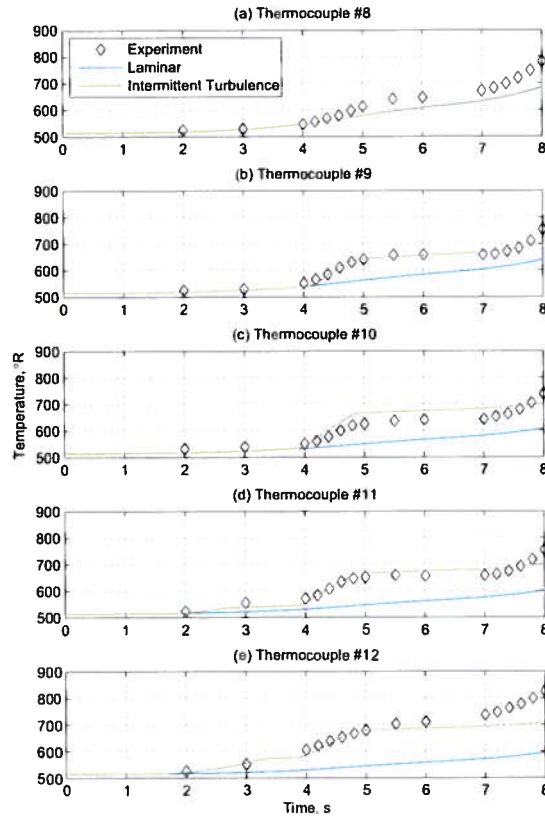 (a) Thermocouple #8
900
800
700
600
500
Experiment
Laminar
Intermittent Turbulence
0 1 2 3 4 5 6 7 8
(b) Thermocouple #9
900
800
700
600
500
0 1 2 3 4 5 6 7 8
(c) Thermocouple #10
900
800
700
600
500
0 1 2 3 4 5 6 7 8
Temperature, °R
(d) Thermocouple #11
900
800
700
600
500
0 1 2 3 4 5 6 7 8
(e) Thermocouple #12
900
800
700
600
500
0 1 2 3 4 5 6 7 8
Time, s